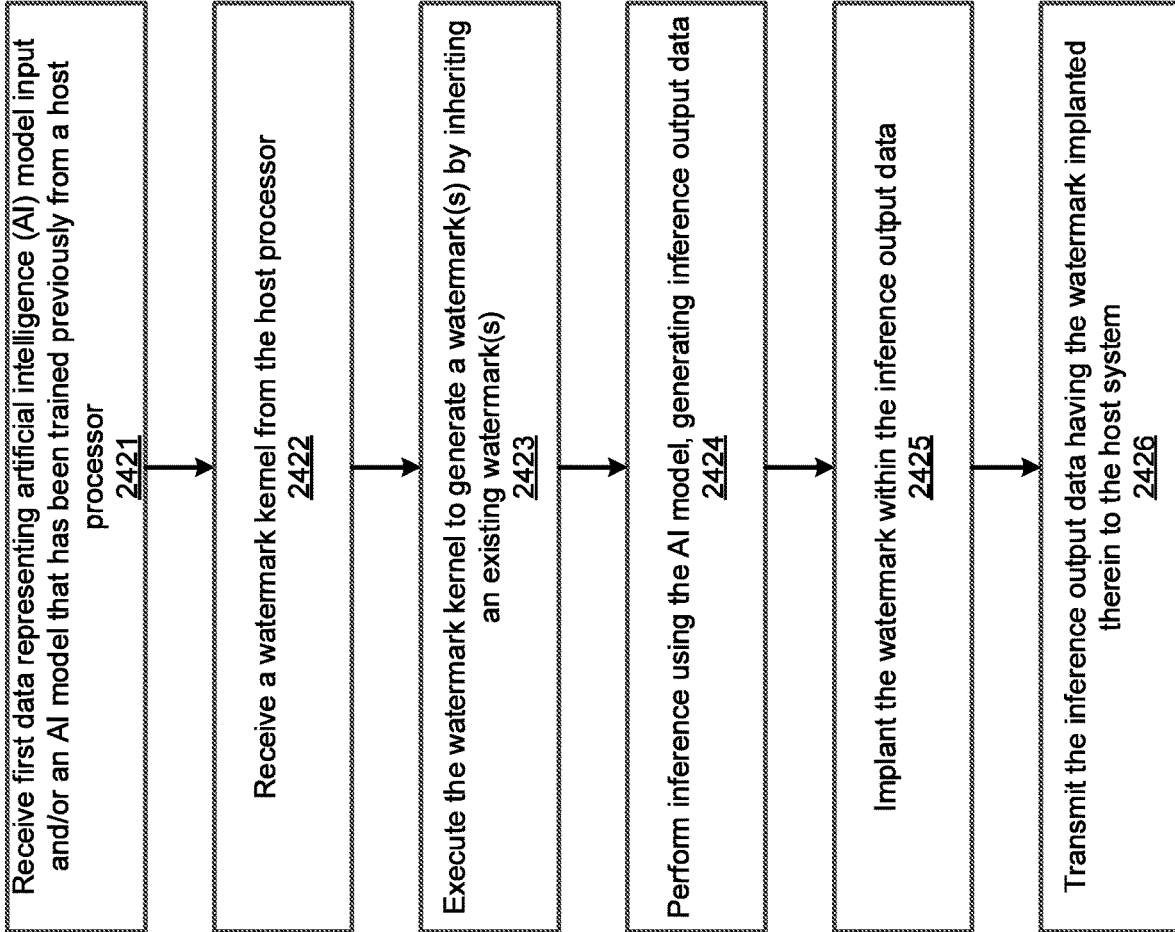 Receive first data representing artificial intelligence (AI) model input
and/or an AI model that has been trained previously from a host
processor
2421
Receive a watermark kernel from the host processor
2422
Execute the watermark kernel to generate a watermark(s) by inheriting
an existing watermark(s)
2423
Perform inference using the AI model, generating inference output data
2424
Implant the watermark within the inference output data
2425
Transmit the inference output data having the watermark implanted
therein to the host system
2426